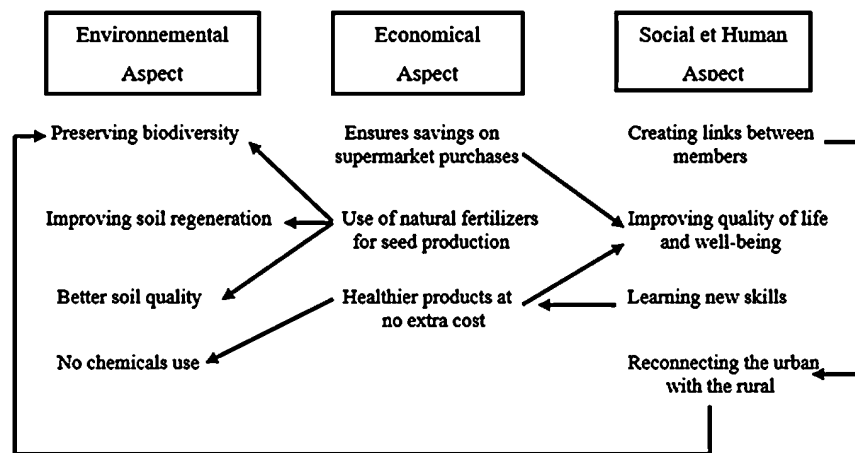 Environnemental
Aspect
Economical
Aspect
Social et Human
Aspect
Preserving biodiversity
Improving soil regeneration
Better soil quality
No chemicals use
Ensures savings on
supermarket purchases
Use of natural fertilizers
for seed production
Healthier products at
no extra cost
Creating links between
members
Improving quality of life
and well-being
Learning new skills
Reconnecting the urban
with the rural